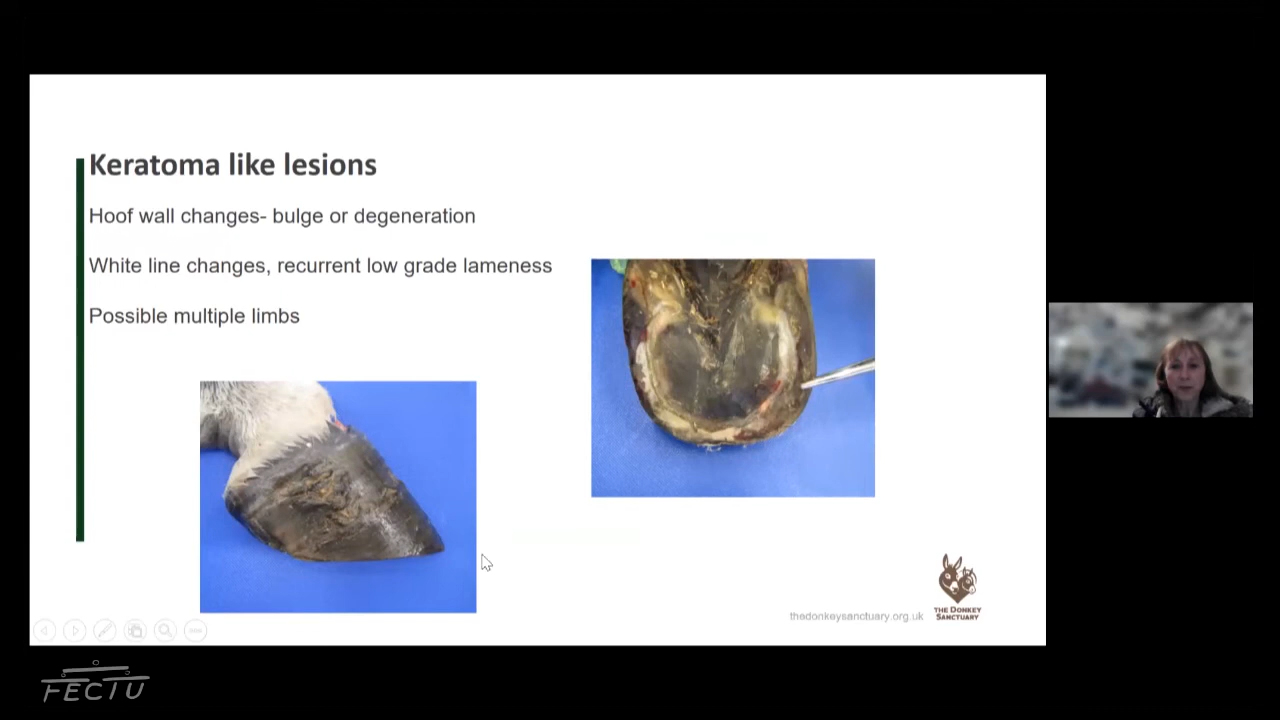 Keratoma like lesions
Hoof wall changes- bulge or degeneration
White line changes, recurrent low grade lameness
Possible multiple limbs
thedonkeysanctuary.org.uk
THE DONKEY
SANCTUARY
FECTU